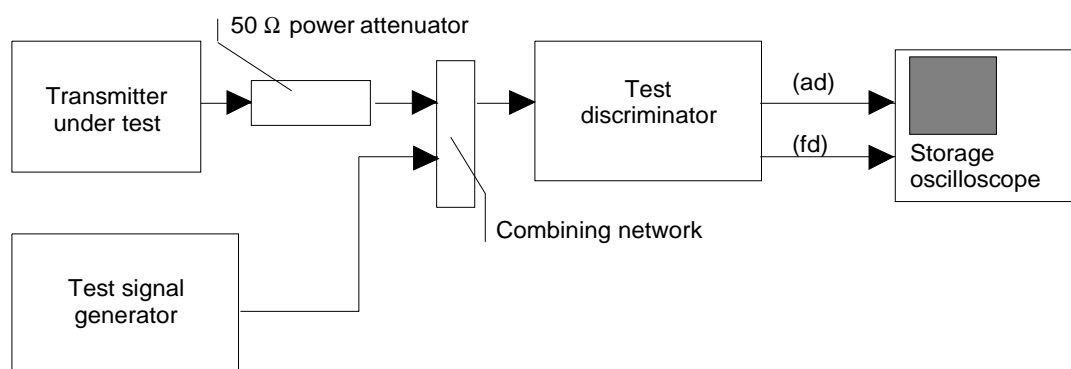 50 Ω power attenuator
Transmitter
under test
Test
discriminator
(ad)
(fd)
Storage
oscilloscope
Combining network
Test signal
generator